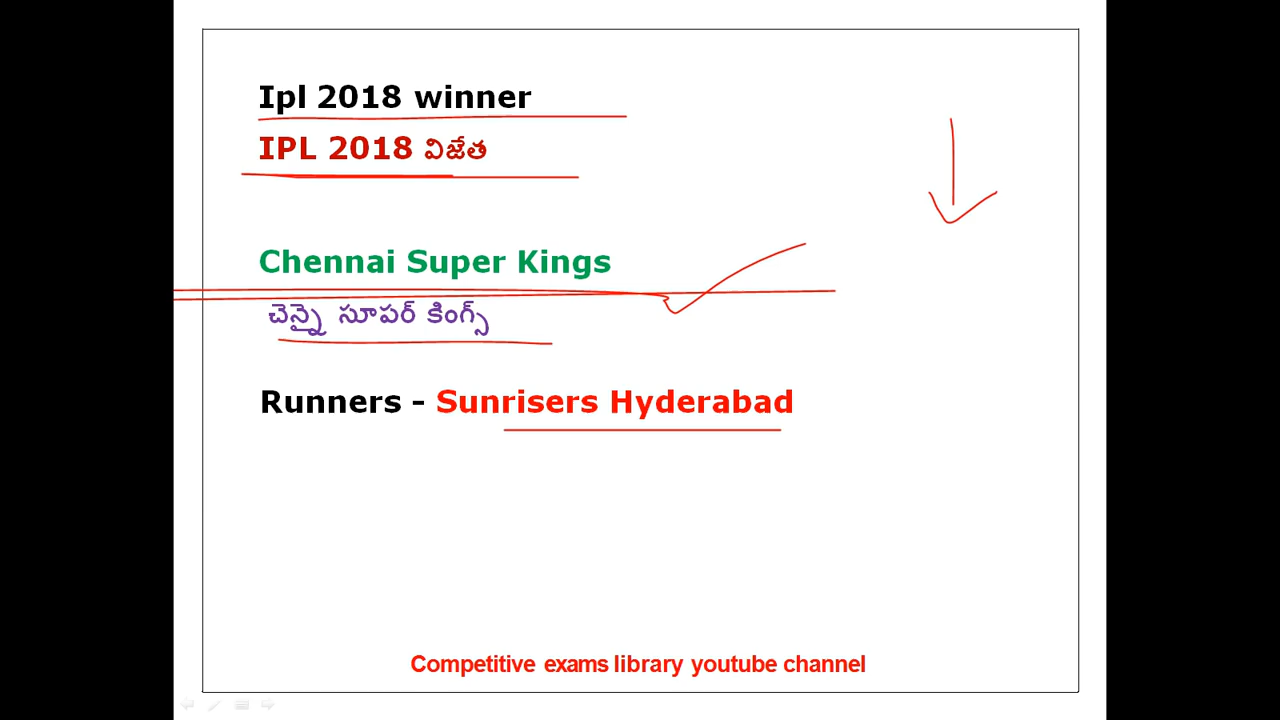 Ipl 2018 winner
IPL 2018 విజేత
Chennai Super Kings
చెన్నై సూపర్ కింగ్స్
Runners - Sunrisers Hyderabad
Competitive exams library youtube channel